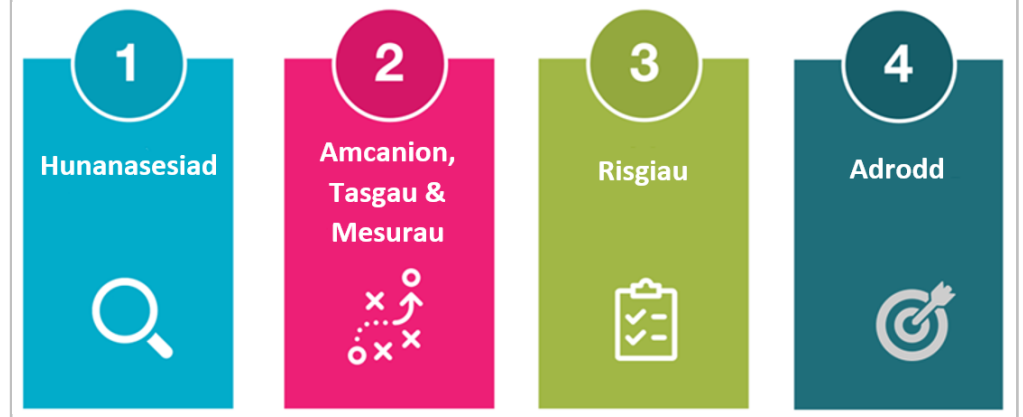 1
Hunanasesiad
2
Amcanion,
Tasgau &
Mesurau
3
Risgiau
4
Adrodd